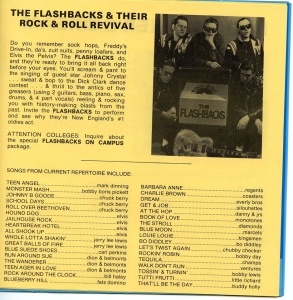 THE FLASHBACKS & THEIR
ROCK & ROLL REVIVAL
Do you remember sock hops, Freddy's
Drive-In, da's, zuit suits, penny loafers, and
Elvis the Pelvis? The FLASHBACKS do,
and they're ready to bring it all back right
before your eyes. You'll scream & pant to
the singing of guest star Johnny Crystal
. . . sweat & bop to the Dick Clark dance
contest . . . & thrill to the antics of five
greasers (using 2 guitars, bass, piano, sax,
drums, & 4 part vocals) reeling & rocking
you with history-making blasts from the
past. Invite the FLASHBACKS to perform
and see why they're New England's #1
oldies act.
ATTENTION COLLEGES: Inquire about
the special FLASHBACKS ON CAMPUS
package.
THE
FLASHBACKS
SONGS FROM CURRENT REPERTOIRE INCLUDE:
TEEN ANGEL mark dinning
MONSTER MASH bobby boris pickett
JOHNNY B GOODE chuck berry
SCHOOL DAYS chuck berry
ROLL OVER BEETHOVEN chuck berry
HOUND DOG elvis
JAILHOUSE ROCK elvis
HEARTBREAK HOTEL elvis
ALL SHOOK UP elvis
WHOLE LOTTA SHAKIN' jerry lee lewis
GREAT BALLS OF FIRE jerry lee lewis
BLUE SUEDE SHOES carl perkins
RUN AROUND SUE dion & belmonts
THE WANDERER dion & belmonts
TEEN AGER IN LOVE dion & belmonts
ROCK AROUND THE CLOCK bill haley
BLUEBERRY HILL fats domino
BARBARA ANNE regents
CHARLIE BROWN coasters
DREAM everly bros
GET A JOB silhouettes
AT THE HOP danny & jrs
BOOK OF LOVE monotones
THE STROLL diamonds
BLUE MOON marcels
LOUIE LOUIE kingsmen
BO DIDDLEY bo diddley
LET'S TWIST AGAIN chubby checker
ROCKIN' ROBIN bobby day
TEQUILA champs
WALK DON'T RUN ventures
TOSSIN' & TURNIN' bobby lewis
TUTTI FRUTTI little richard
THAT'LL BE THE DAY buddy holly